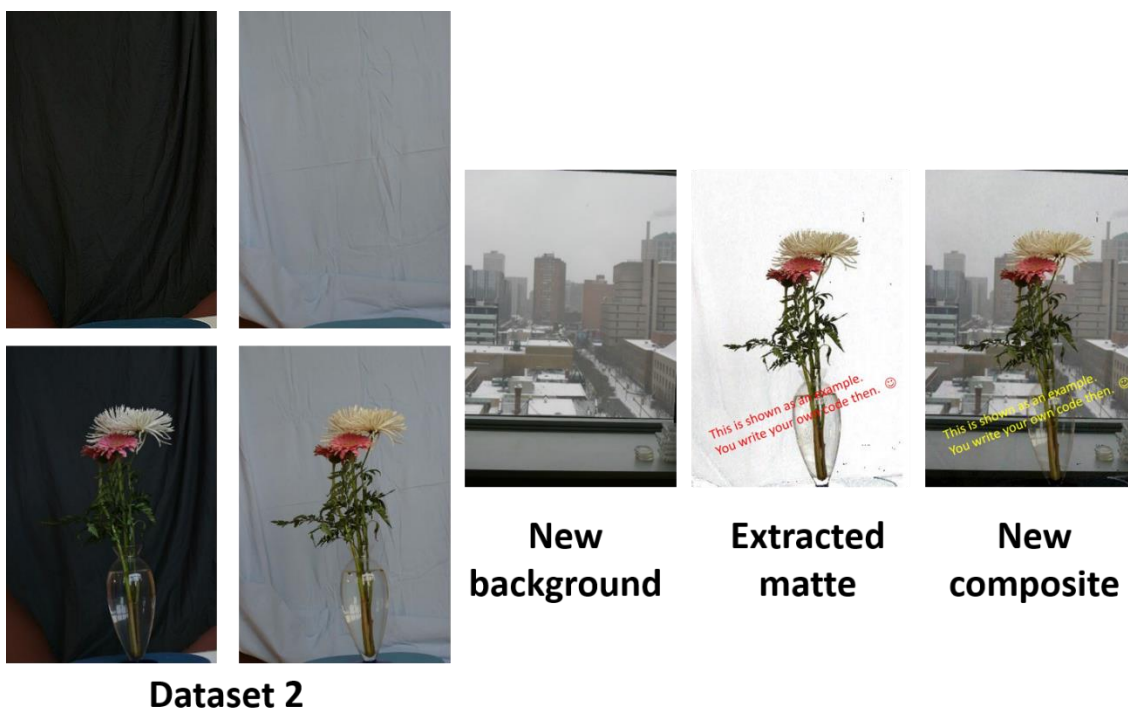 This is shown as an example.
You write your own code then. ☺
This is shown as an example.
You write your own code then. ☺
New
background
Extracted
matte
New
composite
Dataset 2